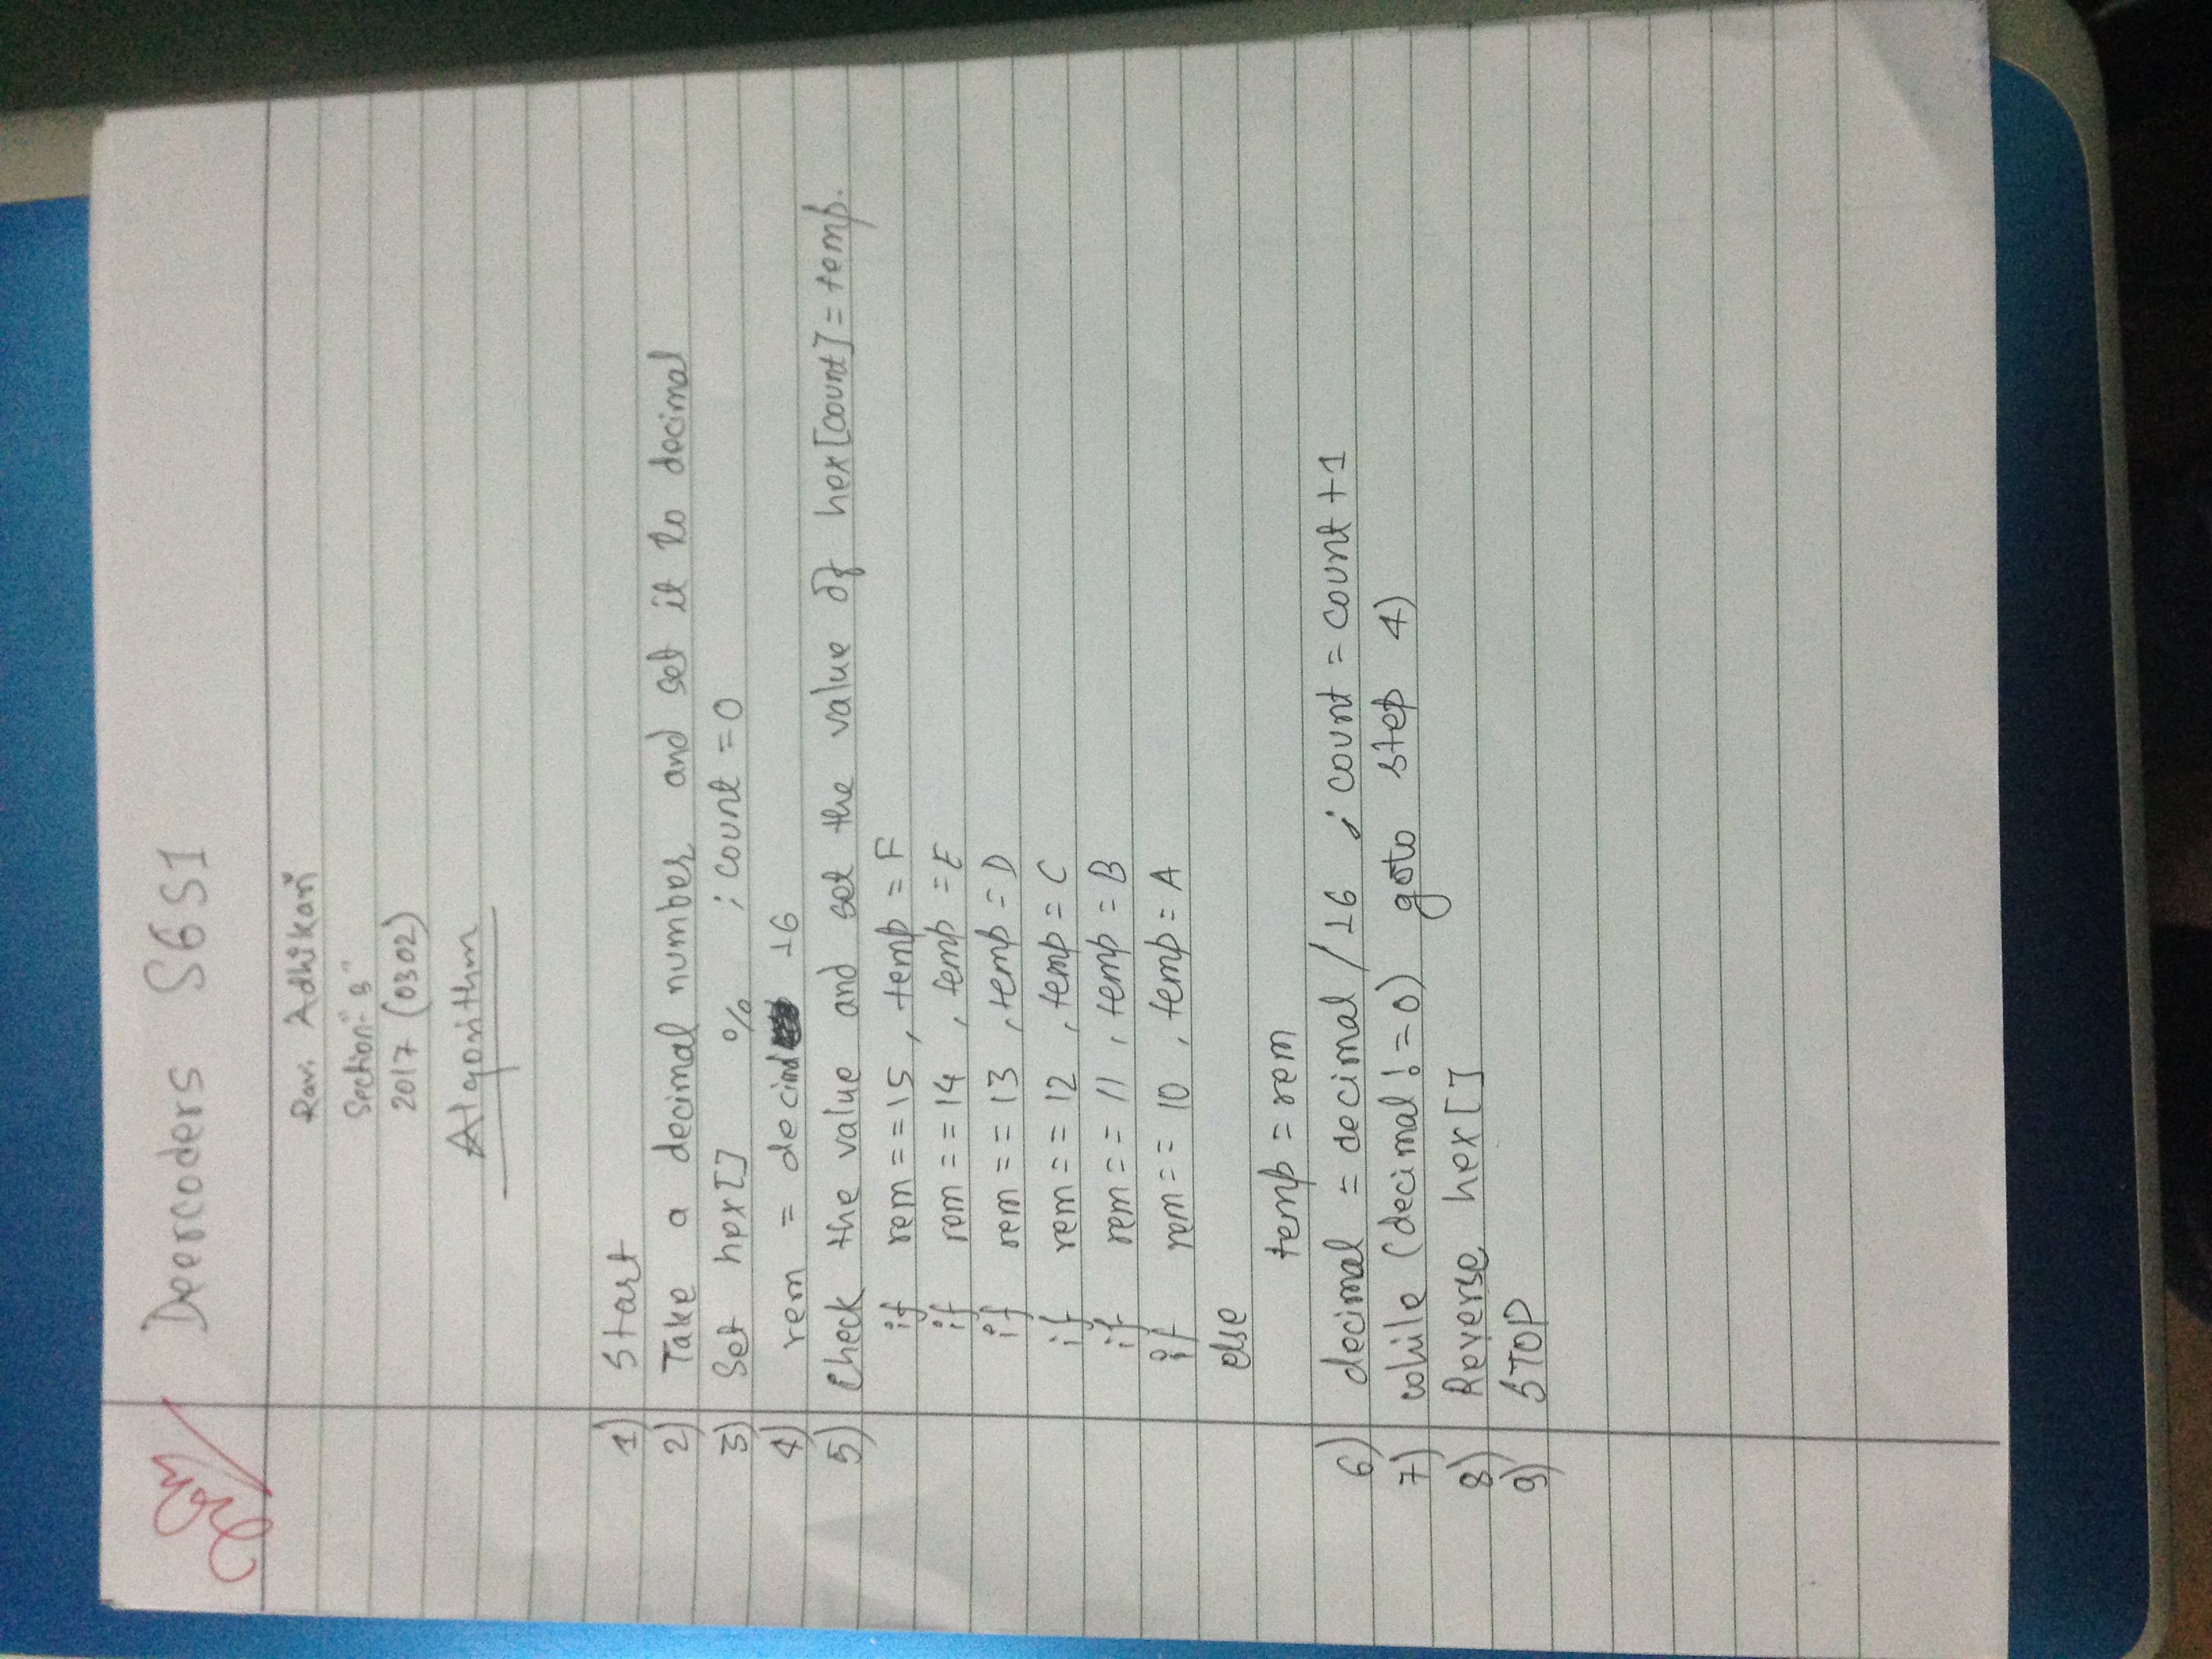 Deercoders S6S1
Ravi Adhikari
Section- "B"
2017 (0302)
Algorithm
1) Start
2) Take a decimal number and set it to decimal
3) Set hex[] ; count = 0
4) rem = decimal % 16
5) Check the value and set the value of hex[count] = temp.
if rem == 15 , temp = F
if rem == 14 , temp = E
if rem == 13 , temp = D
if rem == 12 , temp = C
if rem == 11 , temp = B
if rem == 10 , temp = A
else
temp = rem
6) decimal = decimal / 16 ; count = count + 1
7) while (decimal != 0) goto step 4)
8) Reverse hex[]
9) STOP